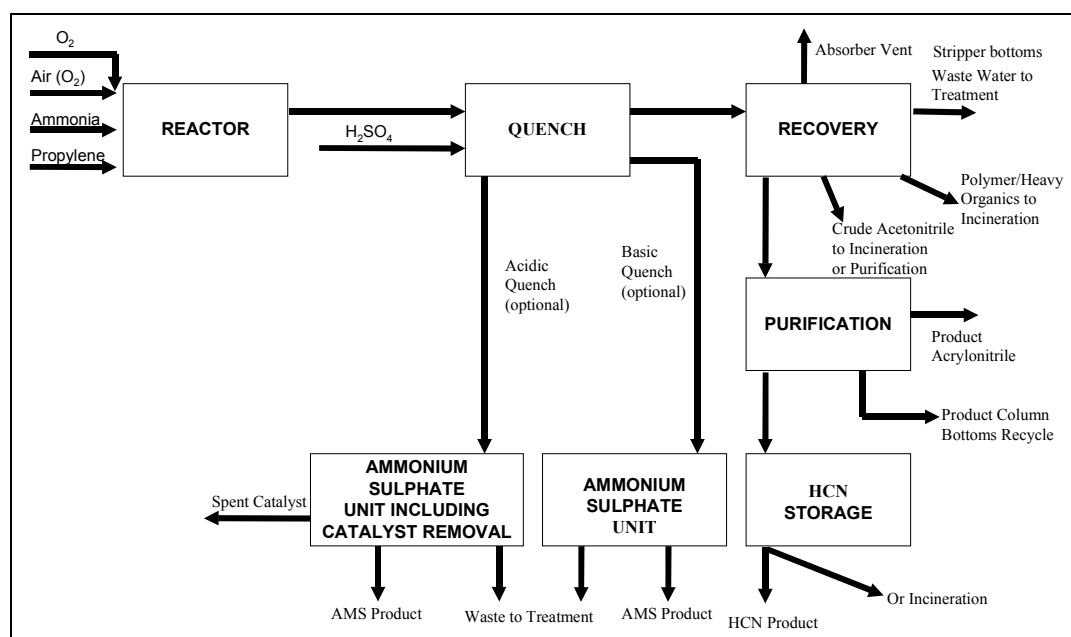 O₂
Air (O₂)
Ammonia
Propylene
REACTOR
H₂SO₄
QUENCH
Absorber Vent
Stripper bottoms
Waste Water to
Treatment
RECOVERY
Polymer/Heavy
Organics to
Incineration
Crude Acetonitrile
to Incineration
or Purification
Acidic
Quench
(optional)
Basic
Quench
(optional)
PURIFICATION
Product
Acrylonitrile
Product Column
Bottoms Recycle
Spent Catalyst
AMMONIUM
SULPHATE
UNIT INCLUDING
CATALYST REMOVAL
AMMONIUM
SULPHATE
UNIT
HCN
STORAGE
AMS Product
Waste to Treatment
AMS Product
HCN Product
Or Incineration